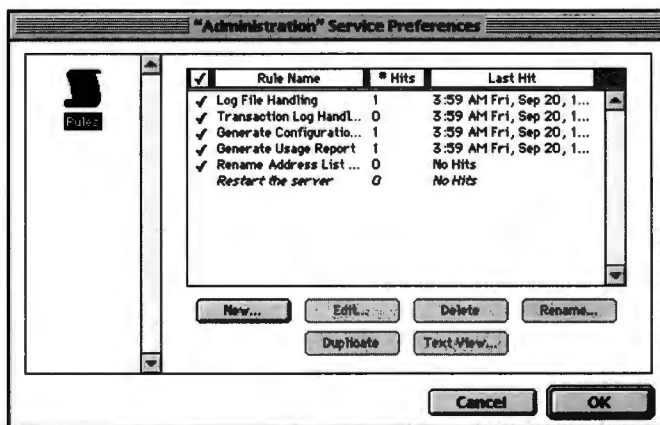 "Administration" Service Preferences
Rules
✓ Rule Name # Hits Last Hit
✓ Log File Handling 1 3:59 AM Fri, Sep 20, 1...
✓ Transaction Log Handl... 0 3:59 AM Fri, Sep 20, 1...
✓ Generate Configuratio... 1 3:59 AM Fri, Sep 20, 1...
✓ Generate Usage Report 1 3:59 AM Fri, Sep 20, 1...
✓ Rename Address List ... 0 No Hits
Restart the server 0 No Hits
New... Edit... Delete Rename...
Duplicate Text View...
Cancel OK